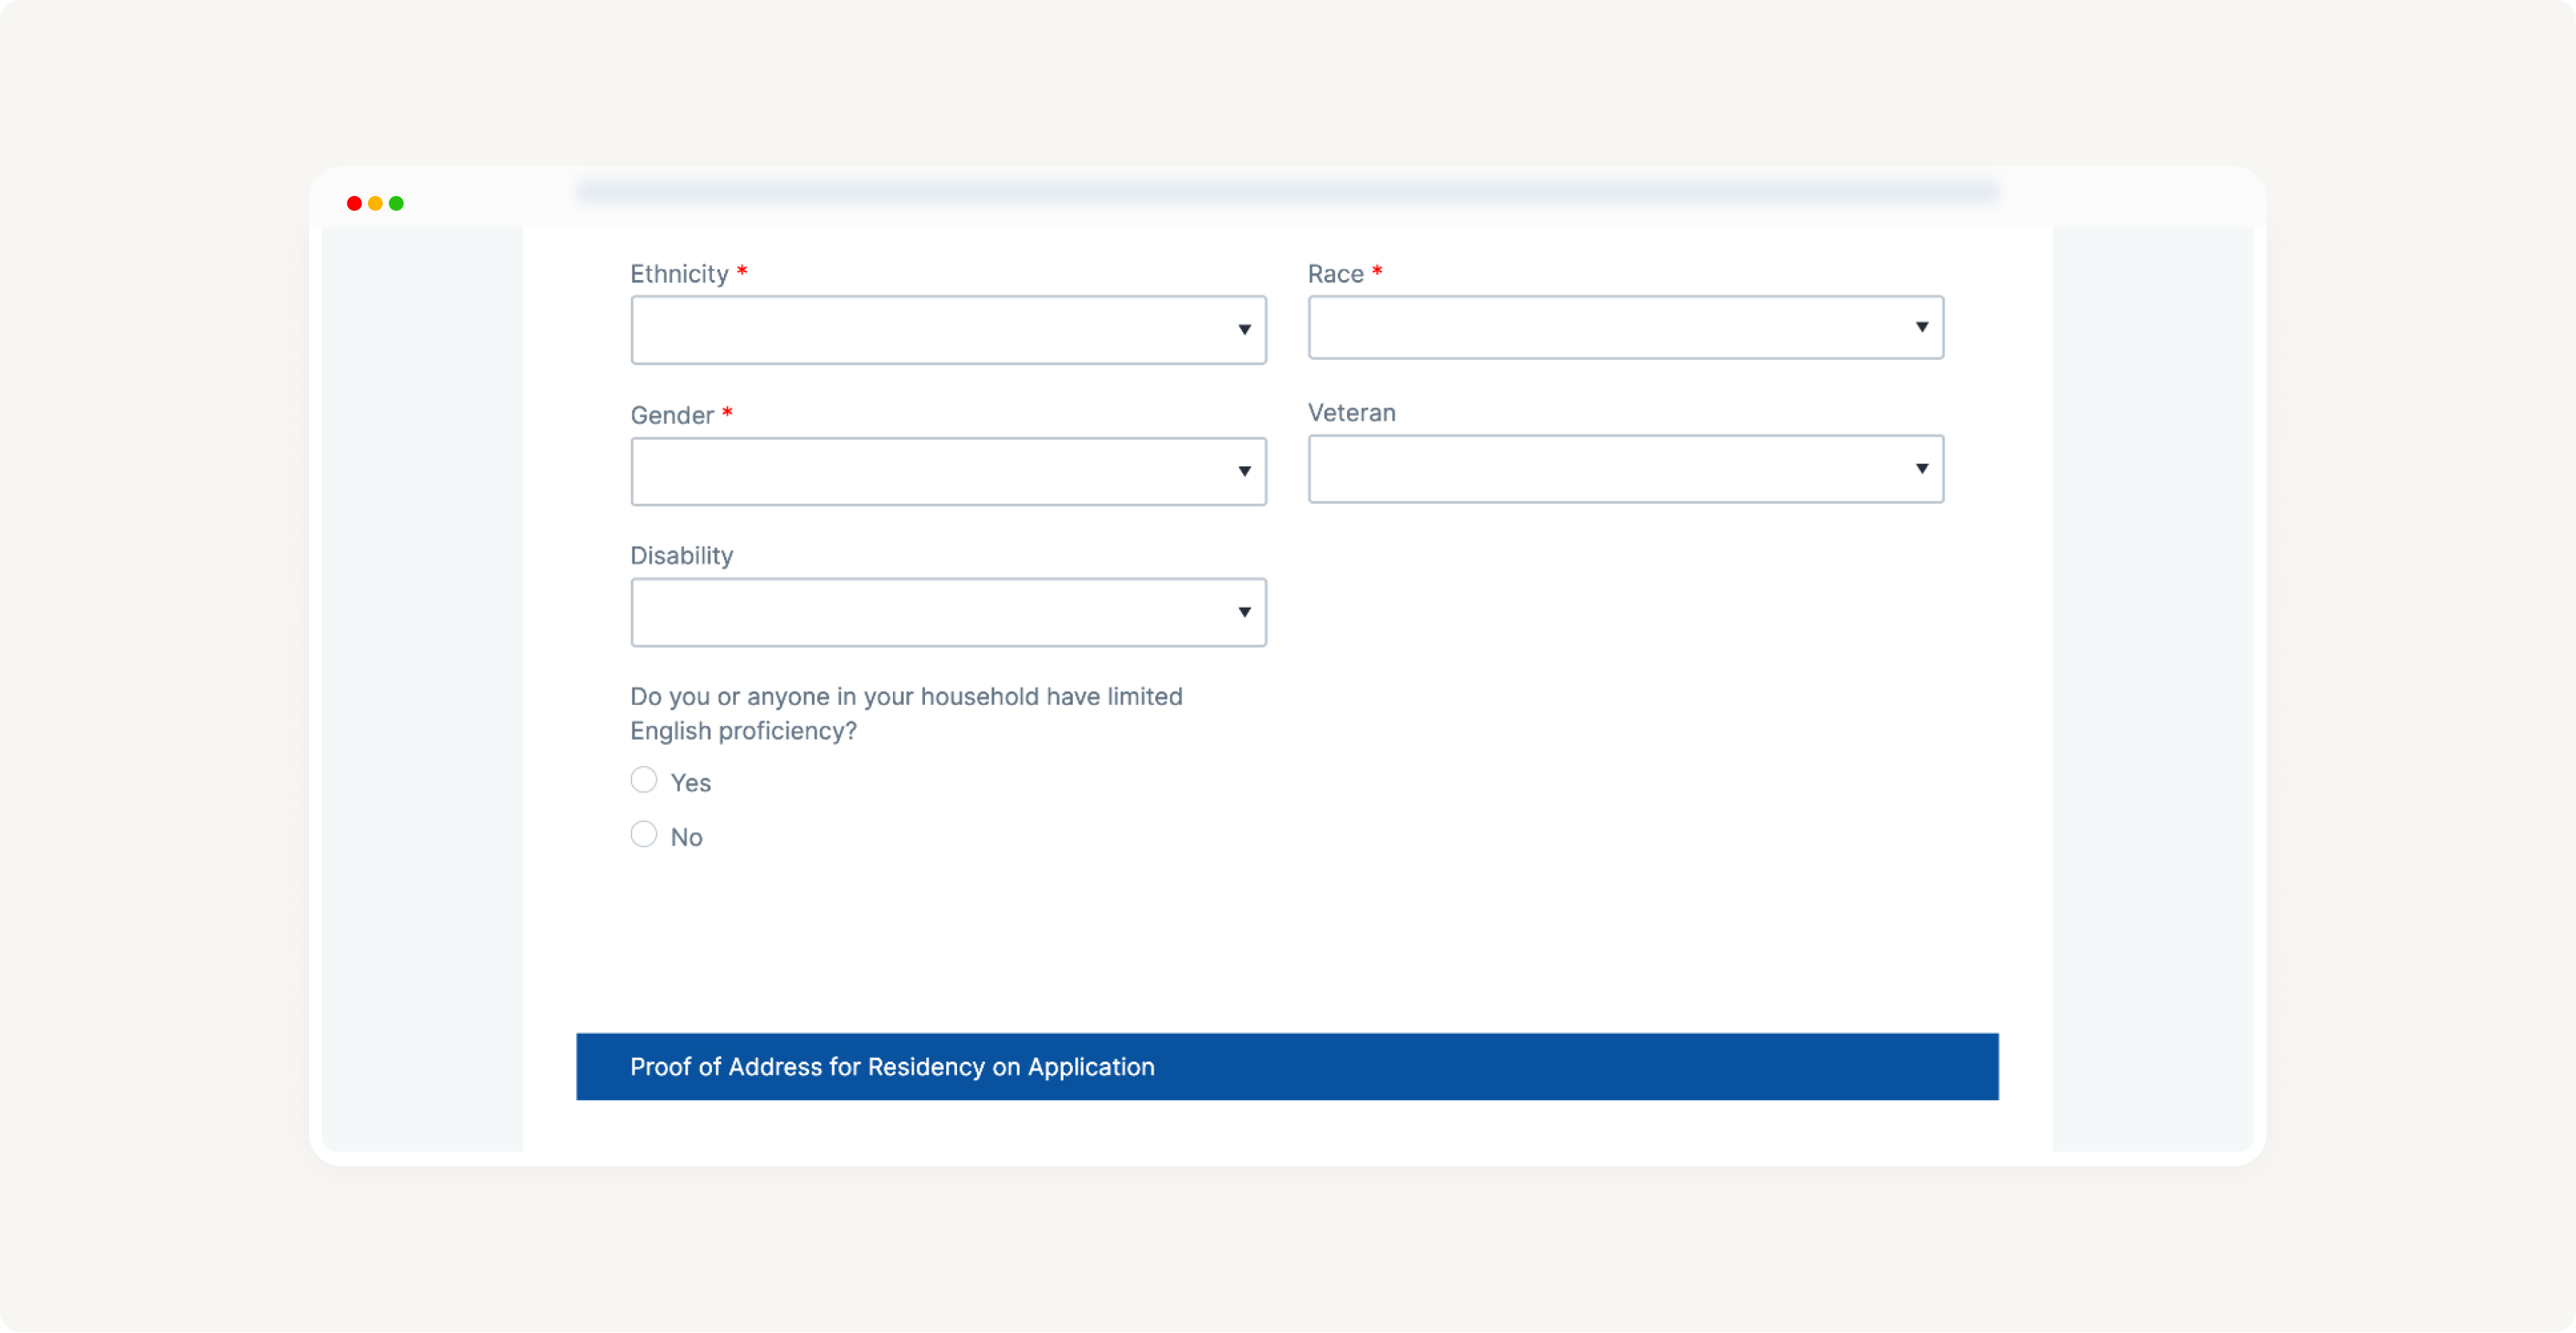 Ethnicity *
Race *
Gender *
Veteran
Disability
Do you or anyone in your household have limited
English proficiency?
Yes
No
Proof of Address for Residency on Application